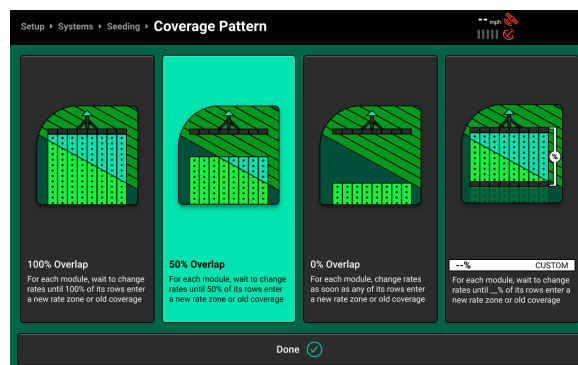 Setup › Systems › Seeding › Coverage Pattern
-- mph
100% Overlap
For each module, wait to change
rates until 100% of its rows enter
a new rate zone or old coverage
50% Overlap
For each module, wait to change
rates until 50% of its rows enter
a new rate zone or old coverage
0% Overlap
For each module, change rates
as soon as any of its rows enter
a new rate zone or old coverage
%
--% CUSTOM
For each module, wait to change
rates until __% of its rows enter a
new rate zone or old coverage
Done